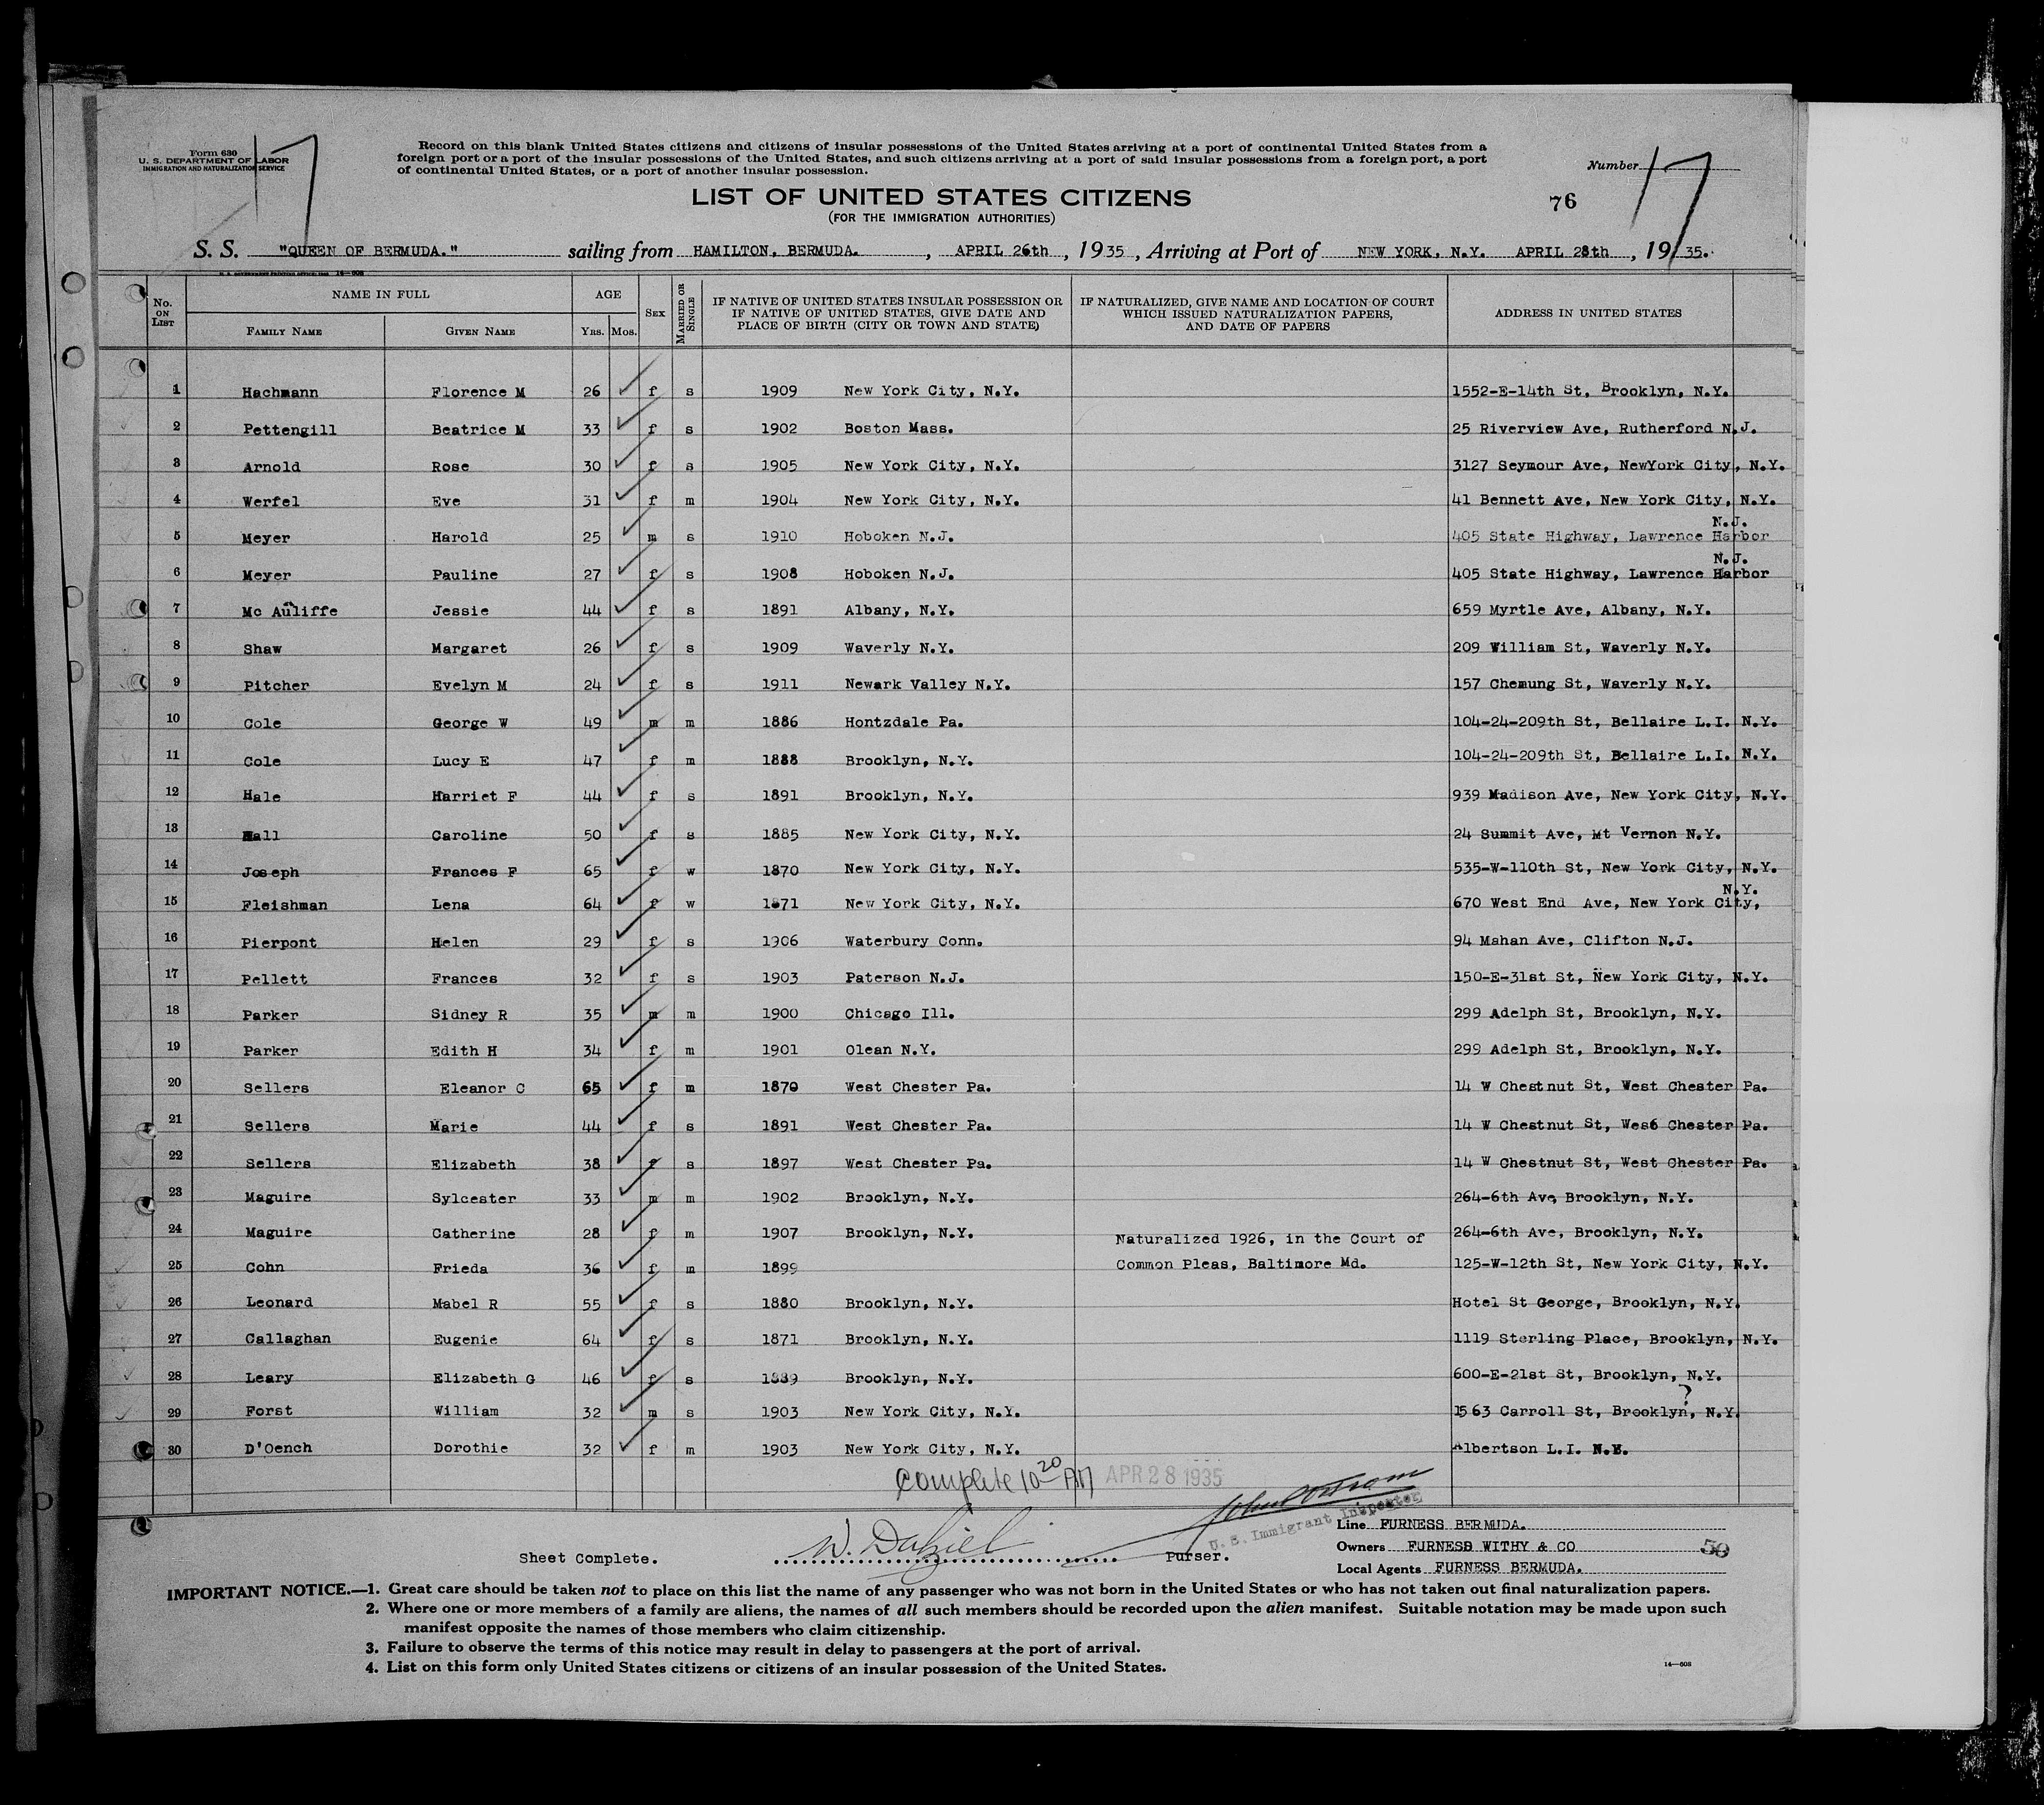 17
Form 630
U. S. DEPARTMENT OF LABOR
IMMIGRATION AND NATURALIZATION SERVICE
Record on this blank United States citizens and citizens of insular possessions of the United States arriving at a port of continental United States from a
foreign port or a port of the insular possessions of the United States, and such citizens arriving at a port of said insular possessions from a foreign port, a port
of continental United States, or a port of another insular possession.
Number 17
LIST OF UNITED STATES CITIZENS
76
(FOR THE IMMIGRATION AUTHORITIES)
S. S. "QUEEN OF BERMUDA." sailing from HAMILTON, BERMUDA. , APRIL 26th , 1935 , Arriving at Port of NEW YORK, N.Y. APRIL 28th , 19 35.
No. ON LIST NAME IN FULL AGE SEX MARRIED OR SINGLE IF NATIVE OF UNITED STATES INSULAR POSSESSION OR IF NATIVE OF UNITED STATES, GIVE DATE AND PLACE OF BIRTH (CITY OR TOWN AND STATE) IF NATURALIZED, GIVE NAME AND LOCATION OF COURT WHICH ISSUED NATURALIZATION PAPERS, AND DATE OF PAPERS ADDRESS IN UNITED STATES
FAMILY NAME GIVEN NAME YRS. MOS.
1 Hachmann Florence M 26 f s 1909 New York City, N.Y. 1552-E-14th St, Brooklyn, N.Y.
2 Pettengill Beatrice M 33 f s 1902 Boston Mass. 25 Riverview Ave, Rutherford N.J.
3 Arnold Rose 30 f s 1905 New York City, N.Y. 3127 Seymour Ave, NewYork City, N.Y.
4 Werfel Eve 31 f m 1904 New York City, N.Y. 41 Bennett Ave, New York City, N.Y.
5 Meyer Harold 25 m s 1910 Hoboken N.J. 405 State Highway, Lawrence Harbor N.J.
6 Meyer Pauline 27 f s 1908 Hoboken N.J. 405 State Highway, Lawrence Harbor N.J.
7 Mc Auliffe Jessie 44 f s 1891 Albany, N.Y. 659 Myrtle Ave, Albany, N.Y.
8 Shaw Margaret 26 f s 1909 Waverly N.Y. 209 William St, Waverly N.Y.
9 Pitcher Evelyn M 24 f s 1911 Newark Valley N.Y. 157 Chemung St, Waverly N.Y.
10 Cole George W 49 m m 1886 Hontzdale Pa. 104-24-209th St, Bellaire L.I. N.Y.
11 Cole Lucy E 47 f m 1888 Brooklyn, N.Y. 104-24-209th St, Bellaire L.I. N.Y.
12 Hale Harriet F 44 f s 1891 Brooklyn, N.Y. 939 Madison Ave, New York City, N.Y.
13 Hall Caroline 50 f s 1885 New York City, N.Y. 24 Summit Ave, Mt Vernon N.Y.
14 Joseph Frances F 65 f w 1870 New York City, N.Y. 535-W-110th St, New York City, N.Y.
15 Fleishman Lena 64 f w 1871 New York City, N.Y. 670 West End Ave, New York City, N.Y.
16 Pierpont Helen 29 f s 1906 Waterbury Conn. 94 Mahan Ave, Clifton N.J.
17 Pellett Frances 32 f s 1903 Paterson N.J. 150-E-31st St, New York City, N.Y.
18 Parker Sidney R 35 m m 1900 Chicago Ill. 299 Adelph St, Brooklyn, N.Y.
19 Parker Edith H 34 f m 1901 Olean N.Y. 299 Adelph St, Brooklyn, N.Y.
20 Sellers Eleanor C 65 f m 1870 West Chester Pa. 14 W Chestnut St, West Chester Pa.
21 Sellers Marie 44 f s 1891 West Chester Pa. 14 W Chestnut St, Wes6 Chester Pa.
22 Sellers Elizabeth 38 f s 1897 West Chester Pa. 14 W Chestnut St, West Chester Pa.
23 Maguire Sylcester 33 m m 1902 Brooklyn, N.Y. 264-6th Ave, Brooklyn, N.Y.
24 Maguire Catherine 28 f m 1907 Brooklyn, N.Y. 264-6th Ave, Brooklyn, N.Y.
25 Cohn Frieda 36 f m 1899 Naturalized 1926, in the Court of Common Pleas, Baltimore Md. 125-W-12th St, New York City, N.Y.
26 Leonard Mabel R 55 f s 1880 Brooklyn, N.Y. Hotel St George, Brooklyn, N.Y.
27 Callaghan Eugenie 64 f s 1871 Brooklyn, N.Y. 1119 Sterling Place, Brooklyn, N.Y.
28 Leary Elizabeth G 46 f s 1889 Brooklyn, N.Y. 600-E-21st St, Brooklyn, N.Y.
29 Forst William 32 m s 1903 New York City, N.Y. 1563 Carroll St, Brooklyn, N.Y. ?
30 D'Oench Dorothie 32 f m 1903 New York City, N.Y. Albertson L.I. N.Y.
Complete 10 20 AM APR 28 1935
U. S. Immigrant Inspector
Line FURNESS BERMUDA.
Sheet Complete. W. Dalziel Purser.
Owners FURNESS WITHY & CO 50
Local Agents FURNESS BERMUDA.
IMPORTANT NOTICE.—1. Great care should be taken not to place on this list the name of any passenger who was not born in the United States or who has not taken out final naturalization papers.
2. Where one or more members of a family are aliens, the names of all such members should be recorded upon the alien manifest. Suitable notation may be made upon such
manifest opposite the names of those members who claim citizenship.
3. Failure to observe the terms of this notice may result in delay to passengers at the port of arrival.
4. List on this form only United States citizens or citizens of an insular possession of the United States.
14—608